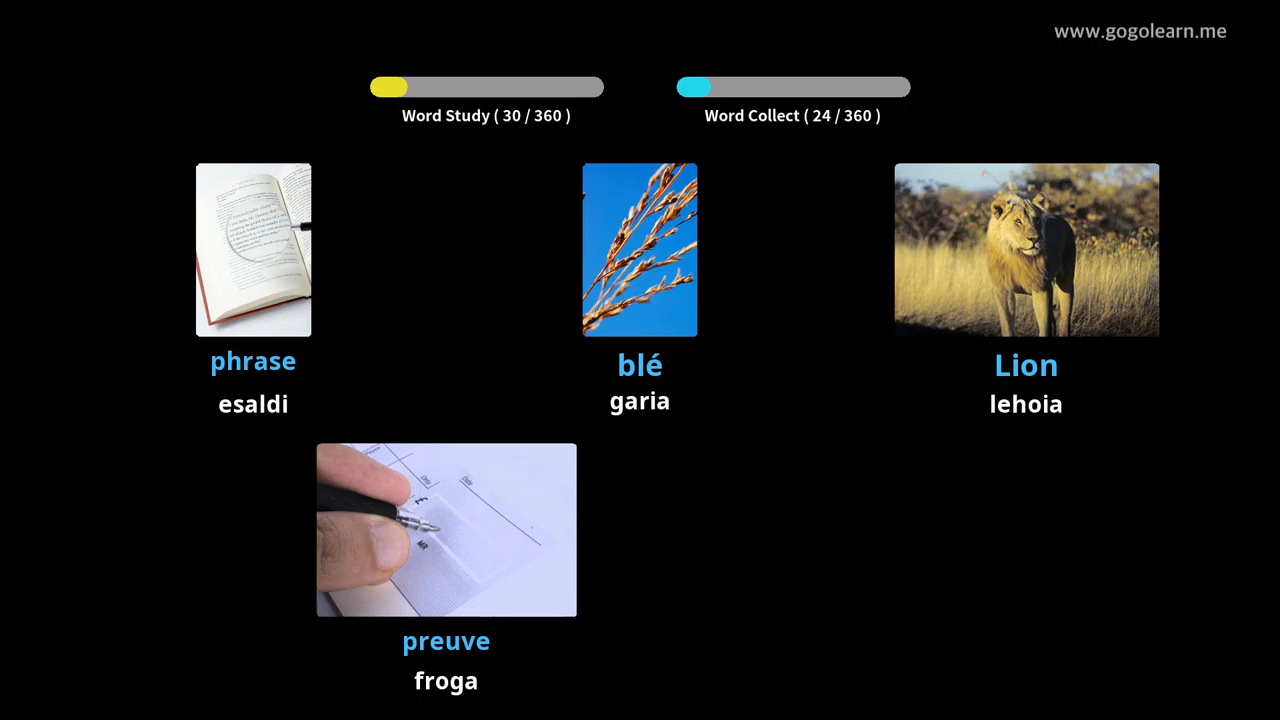 www.gogolearn.me
Word Study ( 30 / 360 )
Word Collect ( 24 / 360 )
phrase
esaldi
blé
garia
Lion
lehoia
Date
preuve
froga